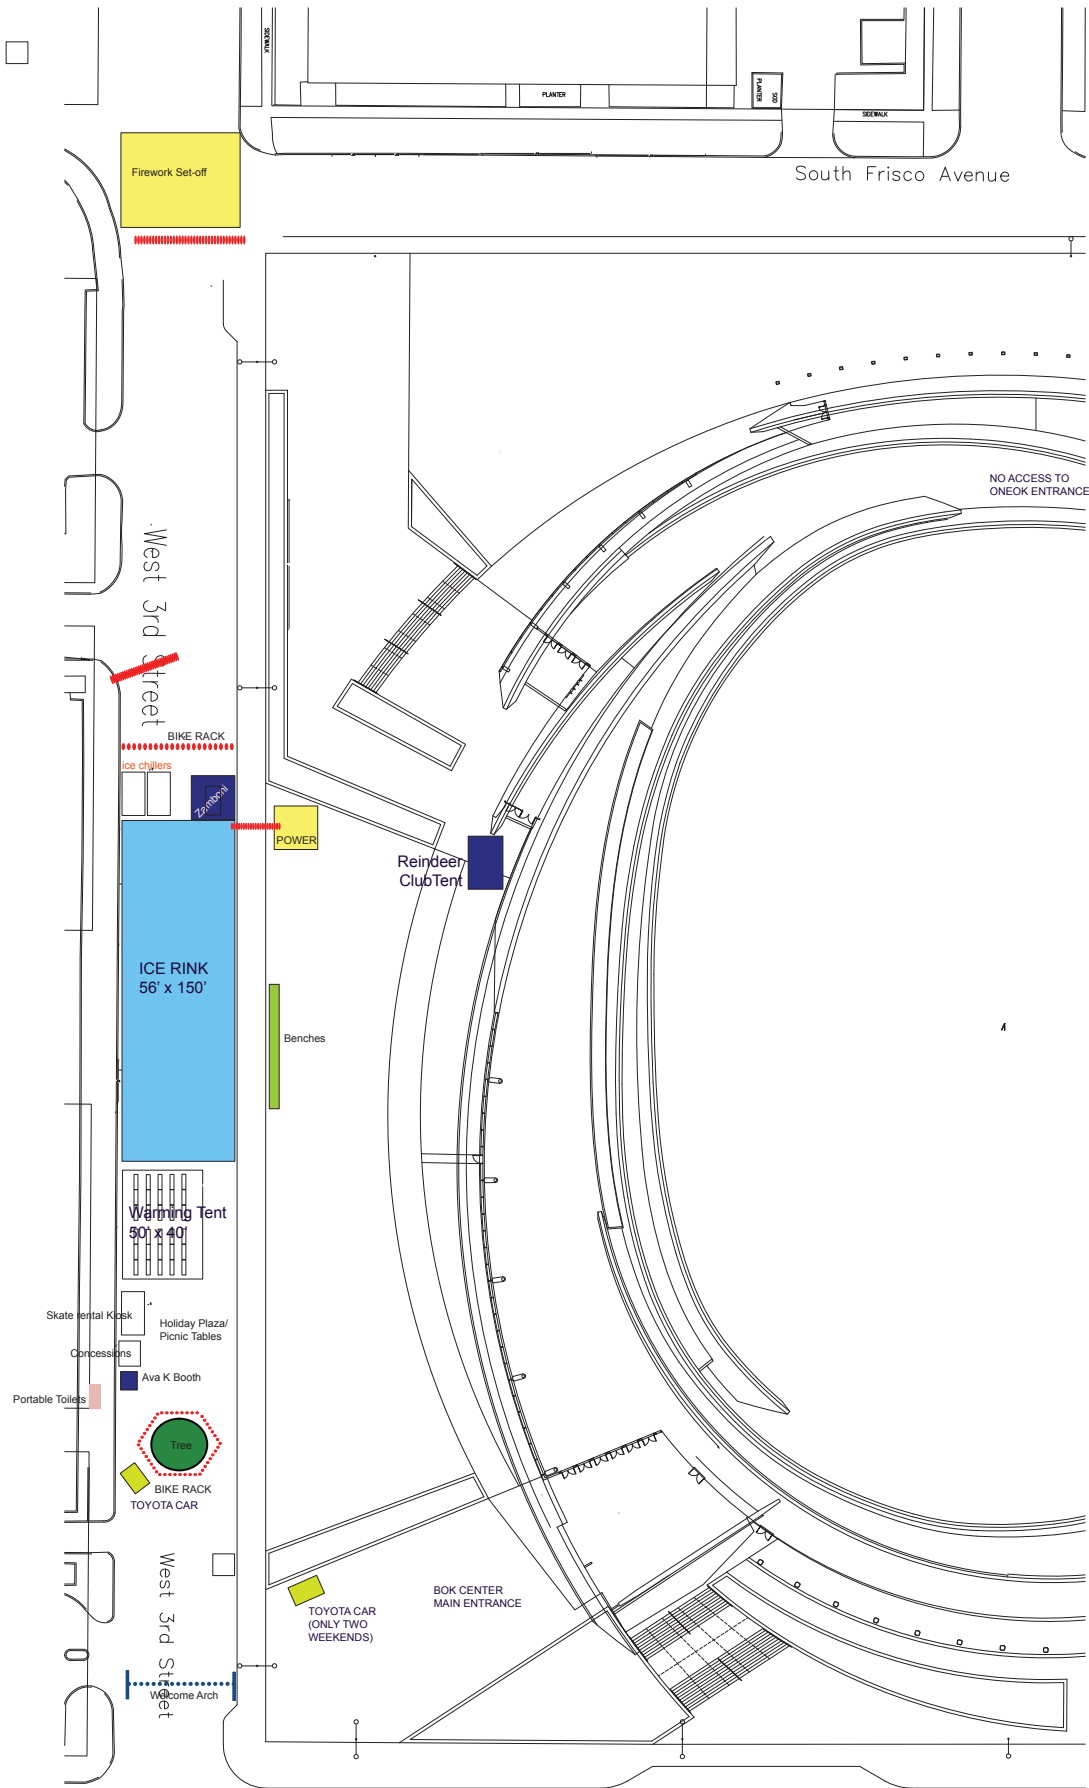 SIDEWALK
PLANTER
SOD
PLANTER
SIDEWALK
South Frisco Avenue
Firework Set-off
NO ACCESS TO
ONEOK ENTRANCE
West 3rd Street
BIKE RACK
ice chillers
Zamboni
POWER
Reindeer
ClubTent
ICE RINK
56' x 150'
Benches
Warming Tent
50' x 40'
Skate rental Kiosk
Holiday Plaza/
Picnic Tables
Concessions
Ava K Booth
Portable Toilets
Tree
BIKE RACK
TOYOTA CAR
West 3rd Street
BOK CENTER
MAIN ENTRANCE
TOYOTA CAR
(ONLY TWO
WEEKENDS)
Welcome Arch